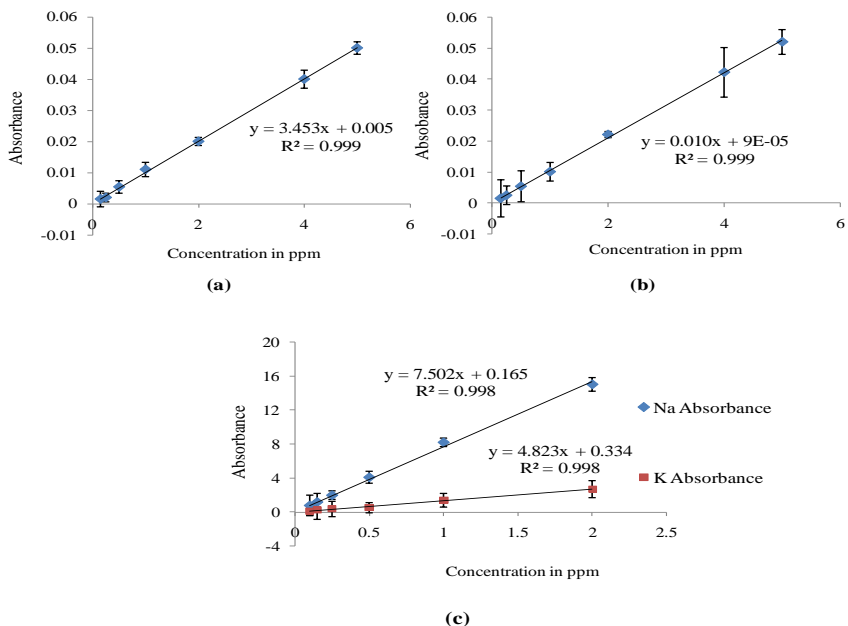 0.06
0.05
0.04
0.03
0.02
0.01
0
-0.01
0
2
4
6
Absorbance
y = 3.453x + 0.005
R² = 0.999
Concentration in ppm
(a)
0.06
0.05
0.04
0.03
0.02
0.01
0
-0.01
0
2
4
6
Absorbance
y = 0.010x + 9E-05
R² = 0.999
Concentration in ppm
(b)
20
16
12
8
4
0
-4
0
0.5
1
1.5
2
2.5
Absorbance
y = 7.502x + 0.165
R² = 0.998
y = 4.823x + 0.334
R² = 0.998
Na Absorbance
K Absorbance
Concentration in ppm
(c)